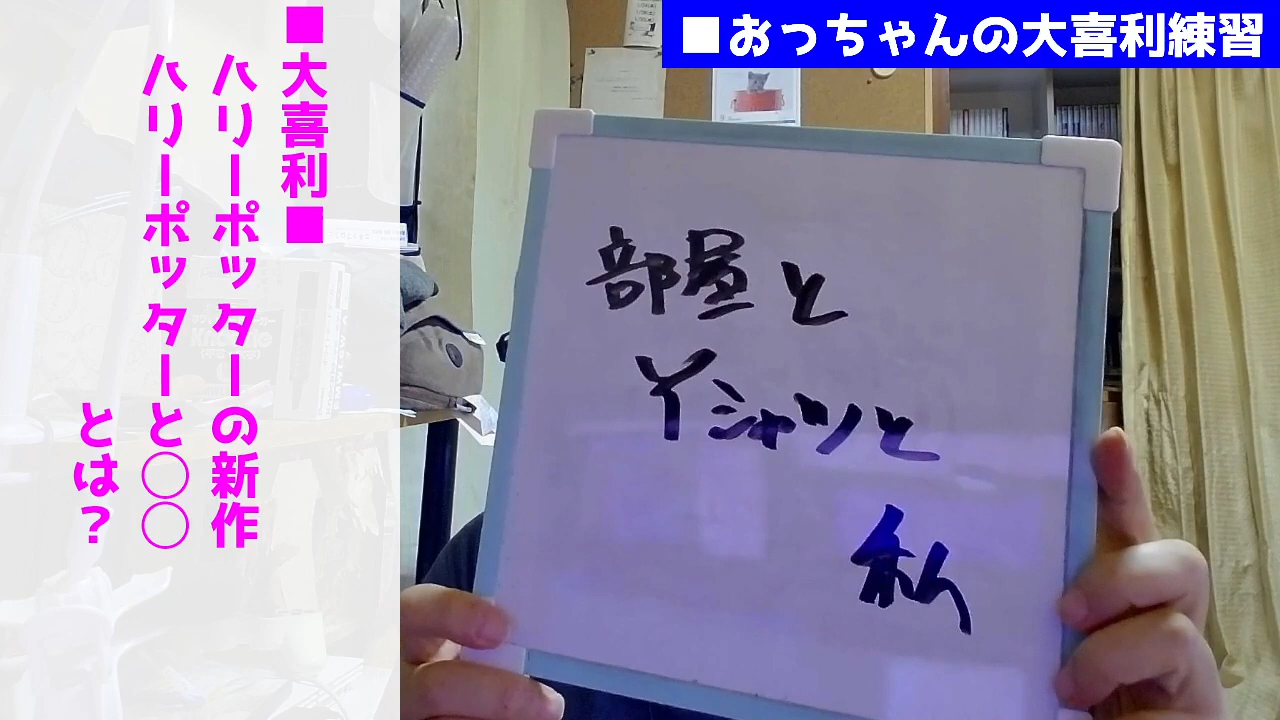 ■おっちゃんの大喜利練習
■大喜利■
ハリーポッターの新作
ハリーポッターと○○
とは？
部屋と
Yシャツと
私